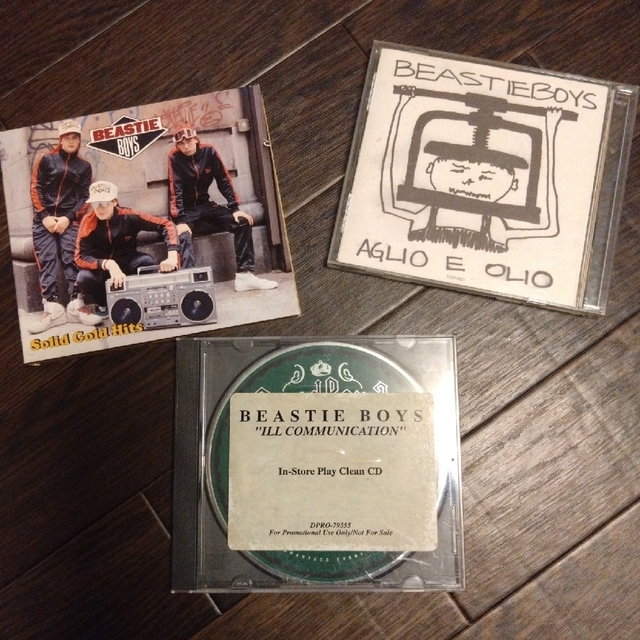 BEASTIE
BOYS
Solid Gold Hits
BEASTIEBOYS
AGLIO E OLIO
BEASTIE BOYS
"ILL COMMUNICATION"
In-Store Play Clean CD
DPRO-79355
For Promotional Use Only/Not For Sale